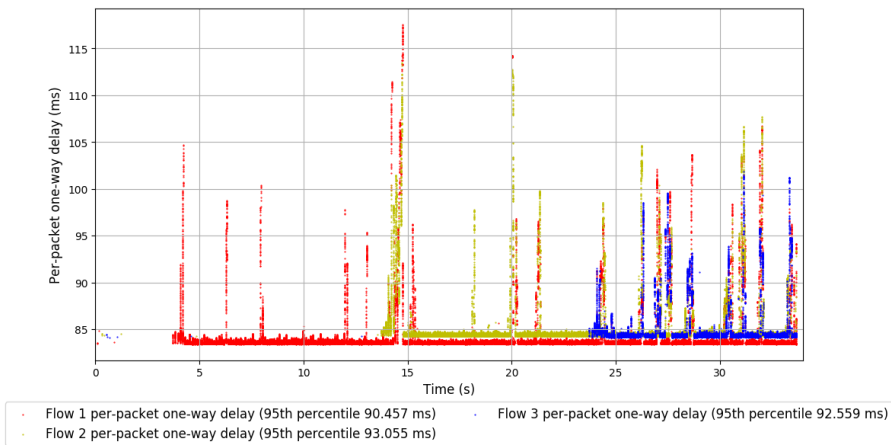 Per-packet one-way delay (ms)
115
110
105
100
95
90
85
0 5 10 15 20 25 30
Time (s)
Flow 1 per-packet one-way delay (95th percentile 90.457 ms)
Flow 2 per-packet one-way delay (95th percentile 93.055 ms)
Flow 3 per-packet one-way delay (95th percentile 92.559 ms)